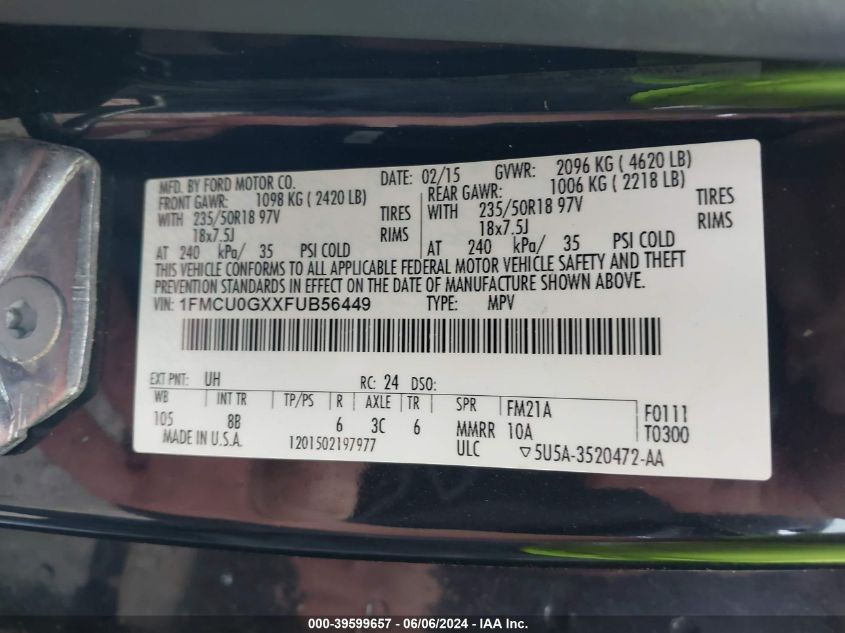 MFD. BY FORD MOTOR CO. DATE: 02/15 GVWR: 2096 KG ( 4620 LB)
FRONT GAWR: 1098 KG ( 2420 LB) REAR GAWR: 1006 KG ( 2218 LB)
WITH 235/50R18 97V TIRES WITH 235/50R18 97V TIRES
18x7.5J RIMS 18x7.5J RIMS
AT 240 kPa/ 35 PSI COLD AT 240 kPa/ 35 PSI COLD
THIS VEHICLE CONFORMS TO ALL APPLICABLE FEDERAL MOTOR VEHICLE SAFETY AND THEFT
PREVENTION STANDARDS IN EFFECT ON THE DATE OF MANUFACTURE SHOWN ABOVE.
VIN: 1FMCU0GXXFUB56449 TYPE: MPV
EXT PNT: UH RC: 24 DSO:
WB INT TR TP/PS R AXLE TR SPR FM21A F0111
105 8B 6 3C 6 MMRR 10A T0300
MADE IN U.S.A. 1201502197977 ULC ▽5U5A-3520472-AA
000-39599657 - 06/06/2024 - IAA Inc.